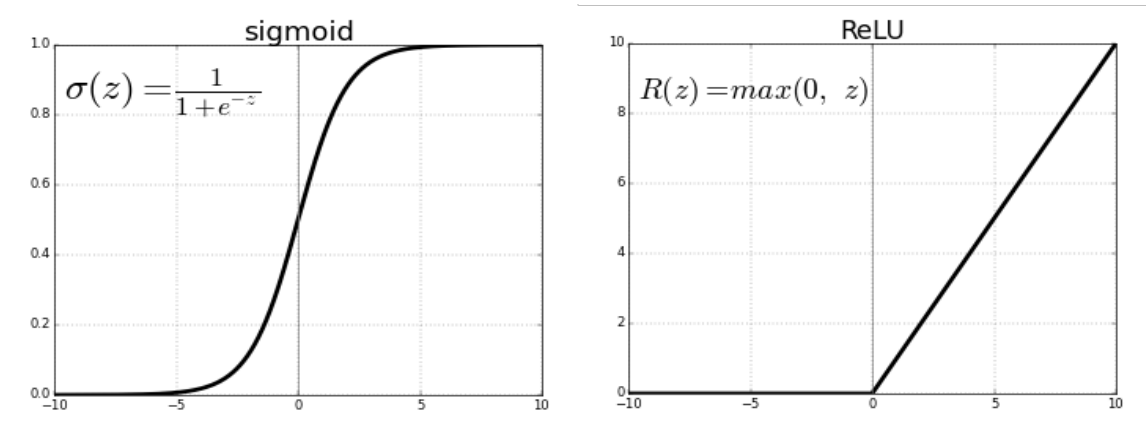 sigmoid
1.0
σ(z) = 1/(1+e^{-z})
0.8
0.6
0.4
0.2
0.0
−10 −5 0 5 10
ReLU
10
R(z) =max(0, z)
8
6
4
2
0
−10 −5 0 5 10